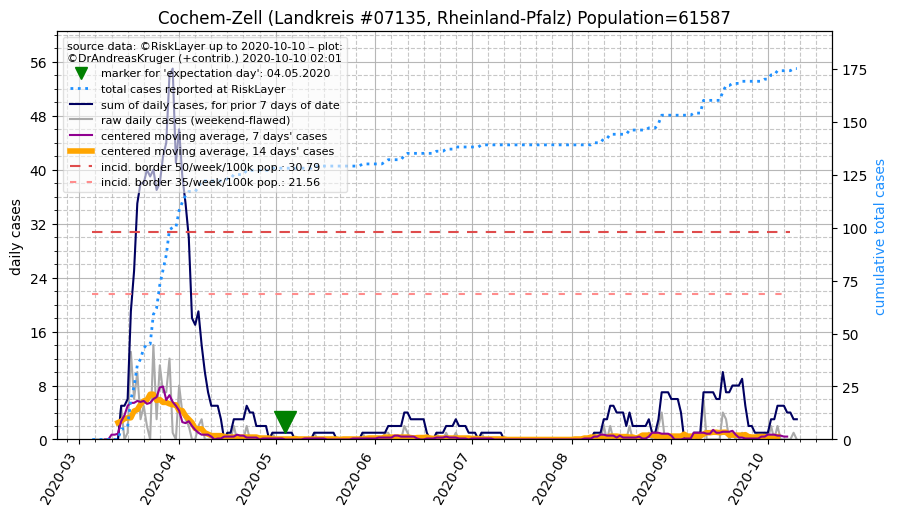 Cochem-Zell (Landkreis #07135, Rheinland-Pfalz) Population=61587
source data: ©RiskLayer up to 2020-10-10 – plot:
©DrAndreasKruger (+contrib.) 2020-10-10 02:01
marker for 'expectation day': 04.05.2020
total cases reported at RiskLayer
sum of daily cases, for prior 7 days of date
raw daily cases (weekend-flawed)
centered moving average, 7 days' cases
centered moving average, 14 days' cases
incid. border 50/week/100k pop.: 30.79
incid. border 35/week/100k pop.: 21.56
daily cases
56
48
40
32
24
16
8
0
cumulative total cases
175
150
125
100
75
50
25
0
2020-03
2020-04
2020-05
2020-06
2020-07
2020-08
2020-09
2020-10